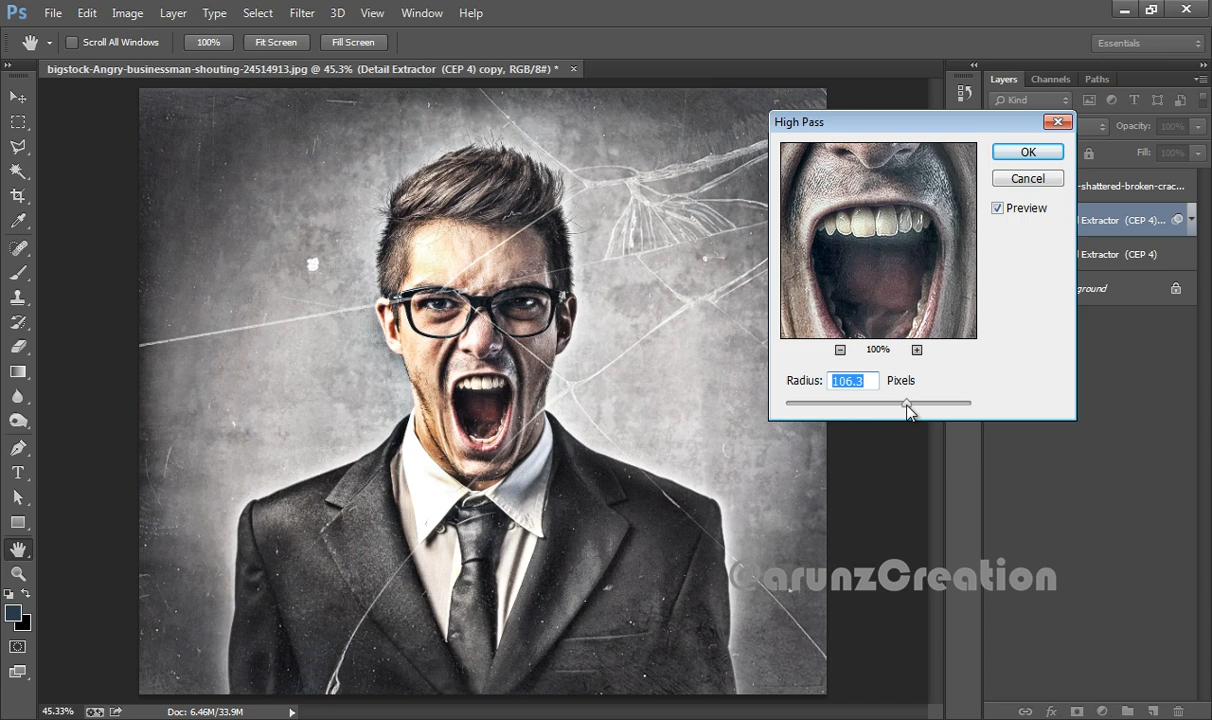 Ps File Edit Image Layer Type Select Filter 3D View Window Help
Scroll All Windows 100% Fit Screen Fill Screen Essentials
bigstock-Angry-businessman-shouting-24514913.jpg @ 45.3% (Detail Extractor (CEP 4) copy, RGB/8#) *
Layers Channels Paths
Kind
Opacity: 100%
Fill: 100%
-shattered-broken-crac...
Extractor (CEP 4)...
Extractor (CEP 4)
ground
High Pass
OK
Cancel
Preview
100%
Radius: 106.3 Pixels
©arunzCreation
45.33% Doc: 6.46M/33.9M